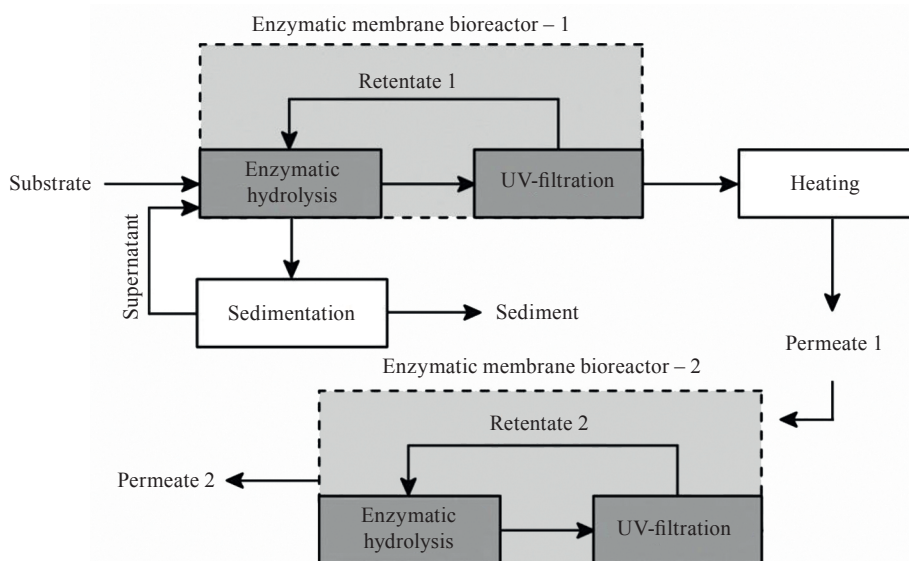 Enzymatic membrane bioreactor – 1
Retentate 1
Substrate
Enzymatic
hydrolysis
UV-filtration
Heating
Supernatant
Sedimentation
Sediment
Permeate 1
Enzymatic membrane bioreactor – 2
Retentate 2
Permeate 2
Enzymatic
hydrolysis
UV-filtration